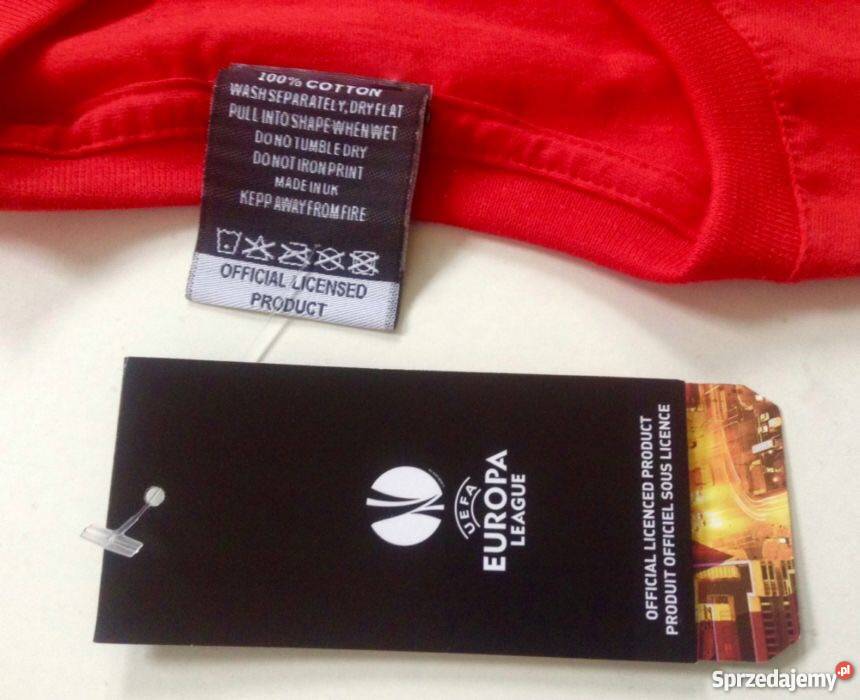 100% COTTON
WASH SEPARATELY, DRY FLAT
PULL INTO SHAPE WHEN WET
DO NOT TUMBLE DRY
DO NOT IRON PRINT
MADE IN UK
KEPP AWAY FROM FIRE
OFFICIAL LICENSED
PRODUCT
UEFA
EUROPA
LEAGUE
OFFICIAL LICENCED PRODUCT
PRODUIT OFFICIEL SOUS LICENCE
Sprzedajemy.pl